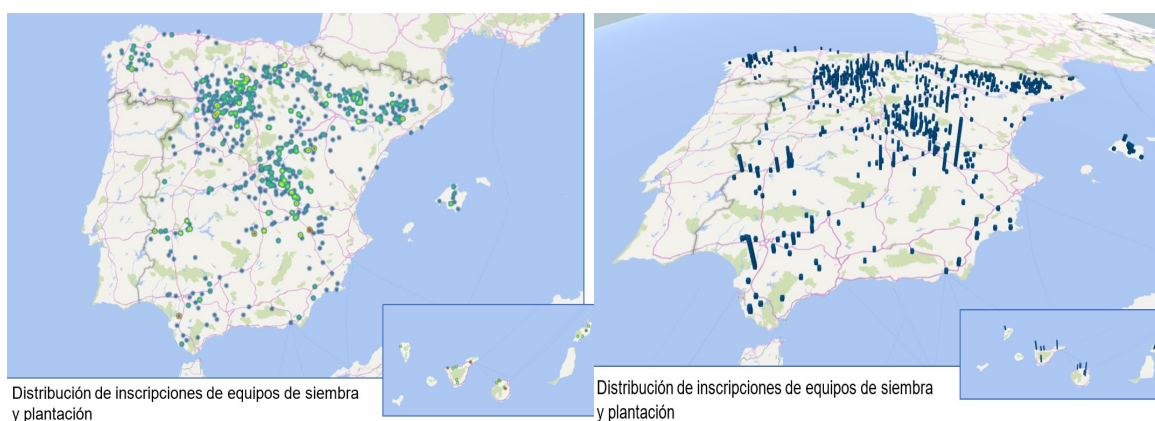 Distribución de inscripciones de equipos de siembra
y plantación
Distribución de inscripciones de equipos de siembra
y plantación